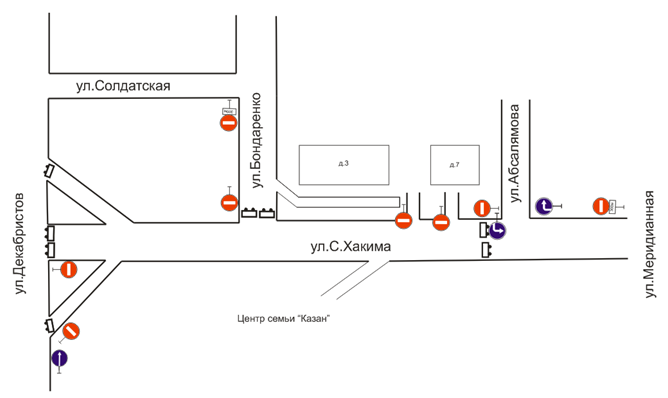 ул.Солдатская
ул.Бондаренко
ул.Абсалямова
д.3
д.7
ул.Декабристов
ул.С.Хакима
ул.Меридианная
Центр семьи "Казан"